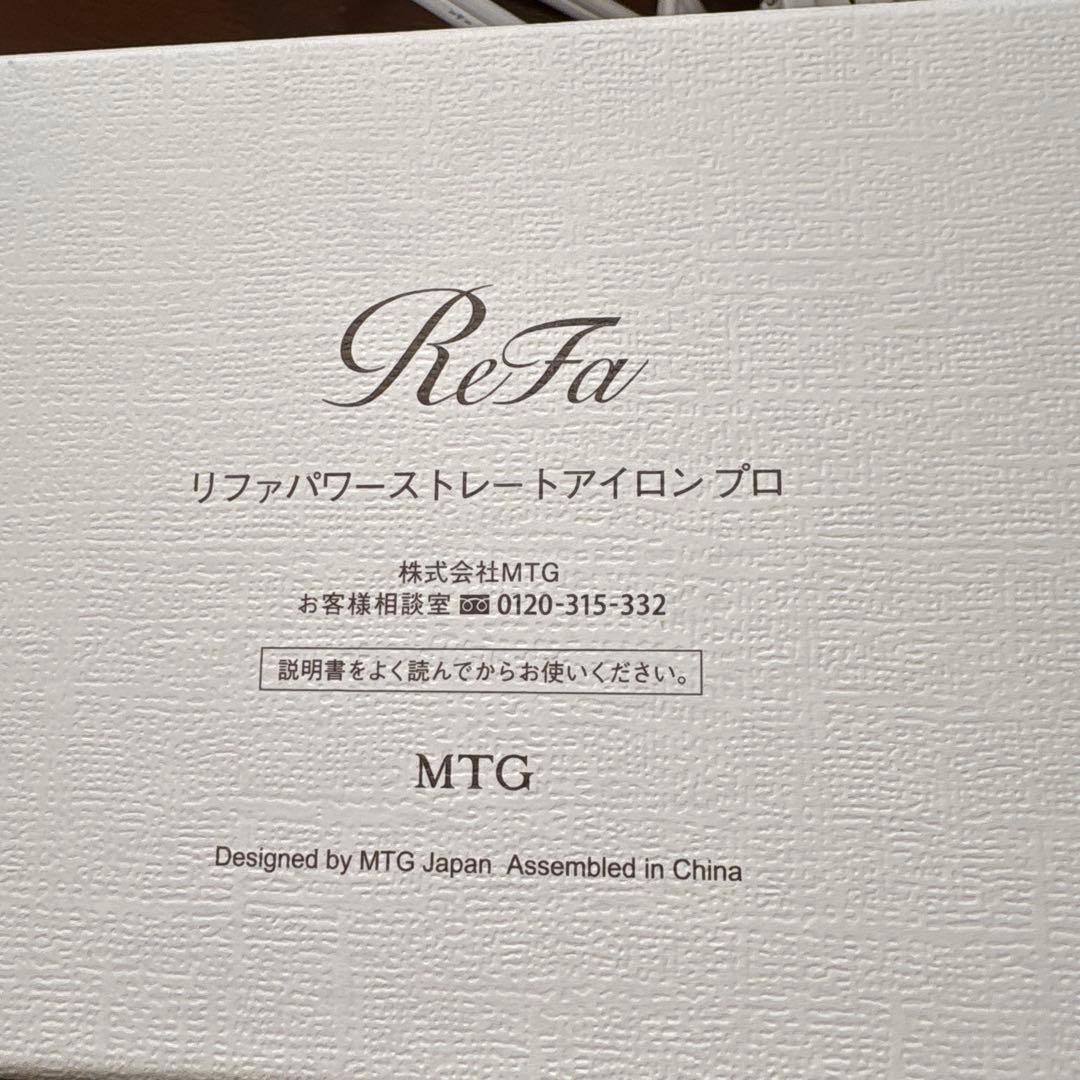 ReFa
リファパワーストレートアイロン プロ
株式会社MTG
お客様相談室 0120-315-332
説明書をよく読んでからお使いください。
MTG
Designed by MTG Japan Assembled in China